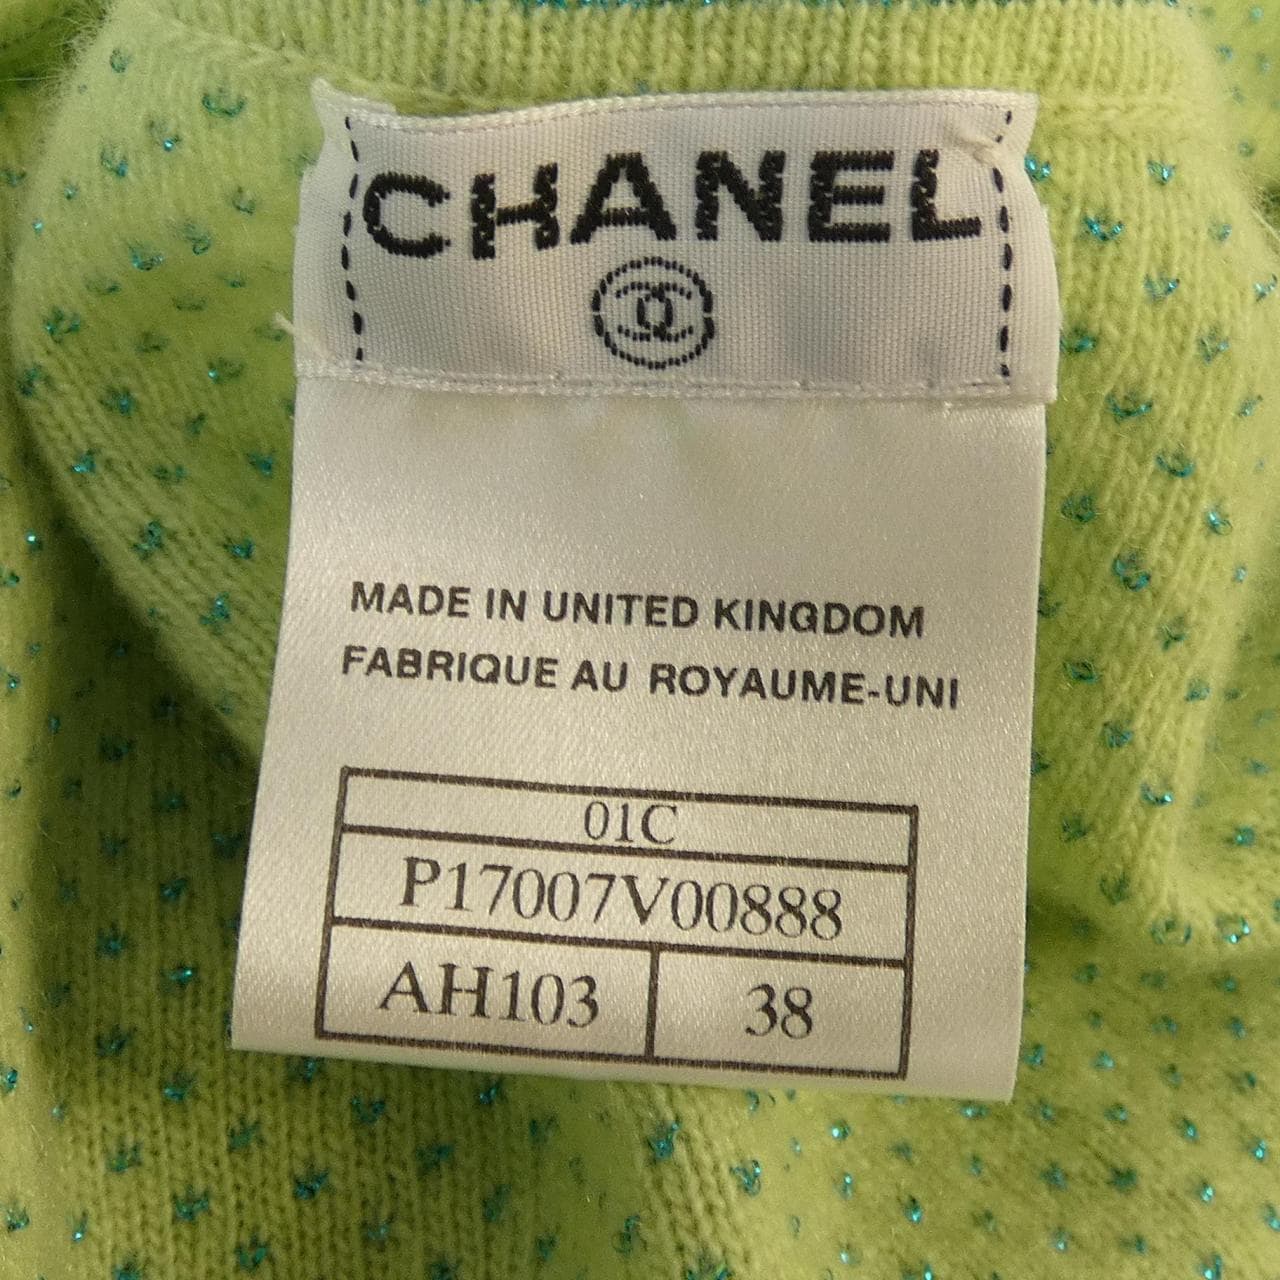 CHANEL
MADE IN UNITED KINGDOM
FABRIQUE AU ROYAUME-UNI
01C
P17007V00888
AH103 38